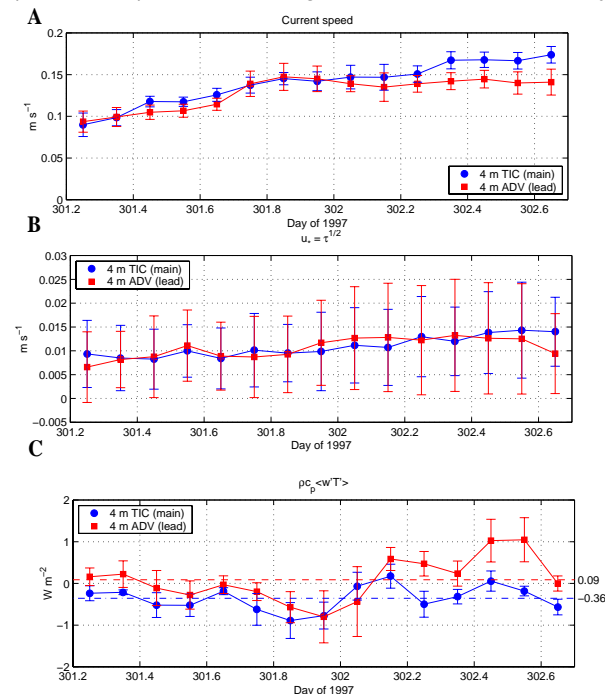 A
Current speed
0.2
0.15
0.1
0.05
0
m s⁻¹
4 m TIC (main)
4 m ADV (lead)
301.2 301.4 301.6 301.8 302 302.2 302.4 302.6
Day of 1997
B
u* = τ^1/2
0.03
0.025
0.02
0.015
0.01
0.005
0
−0.005
m s⁻¹
4 m TIC (main)
4 m ADV (lead)
301.2 301.4 301.6 301.8 302 302.2 302.4 302.6
Day of 1997
C
ρcp<w'T'>
2
1
0
−1
−2
W m⁻²
4 m TIC (main)
4 m ADV (lead)
0.09
−0.36
301.2 301.4 301.6 301.8 302 302.2 302.4 302.6
Day of 1997